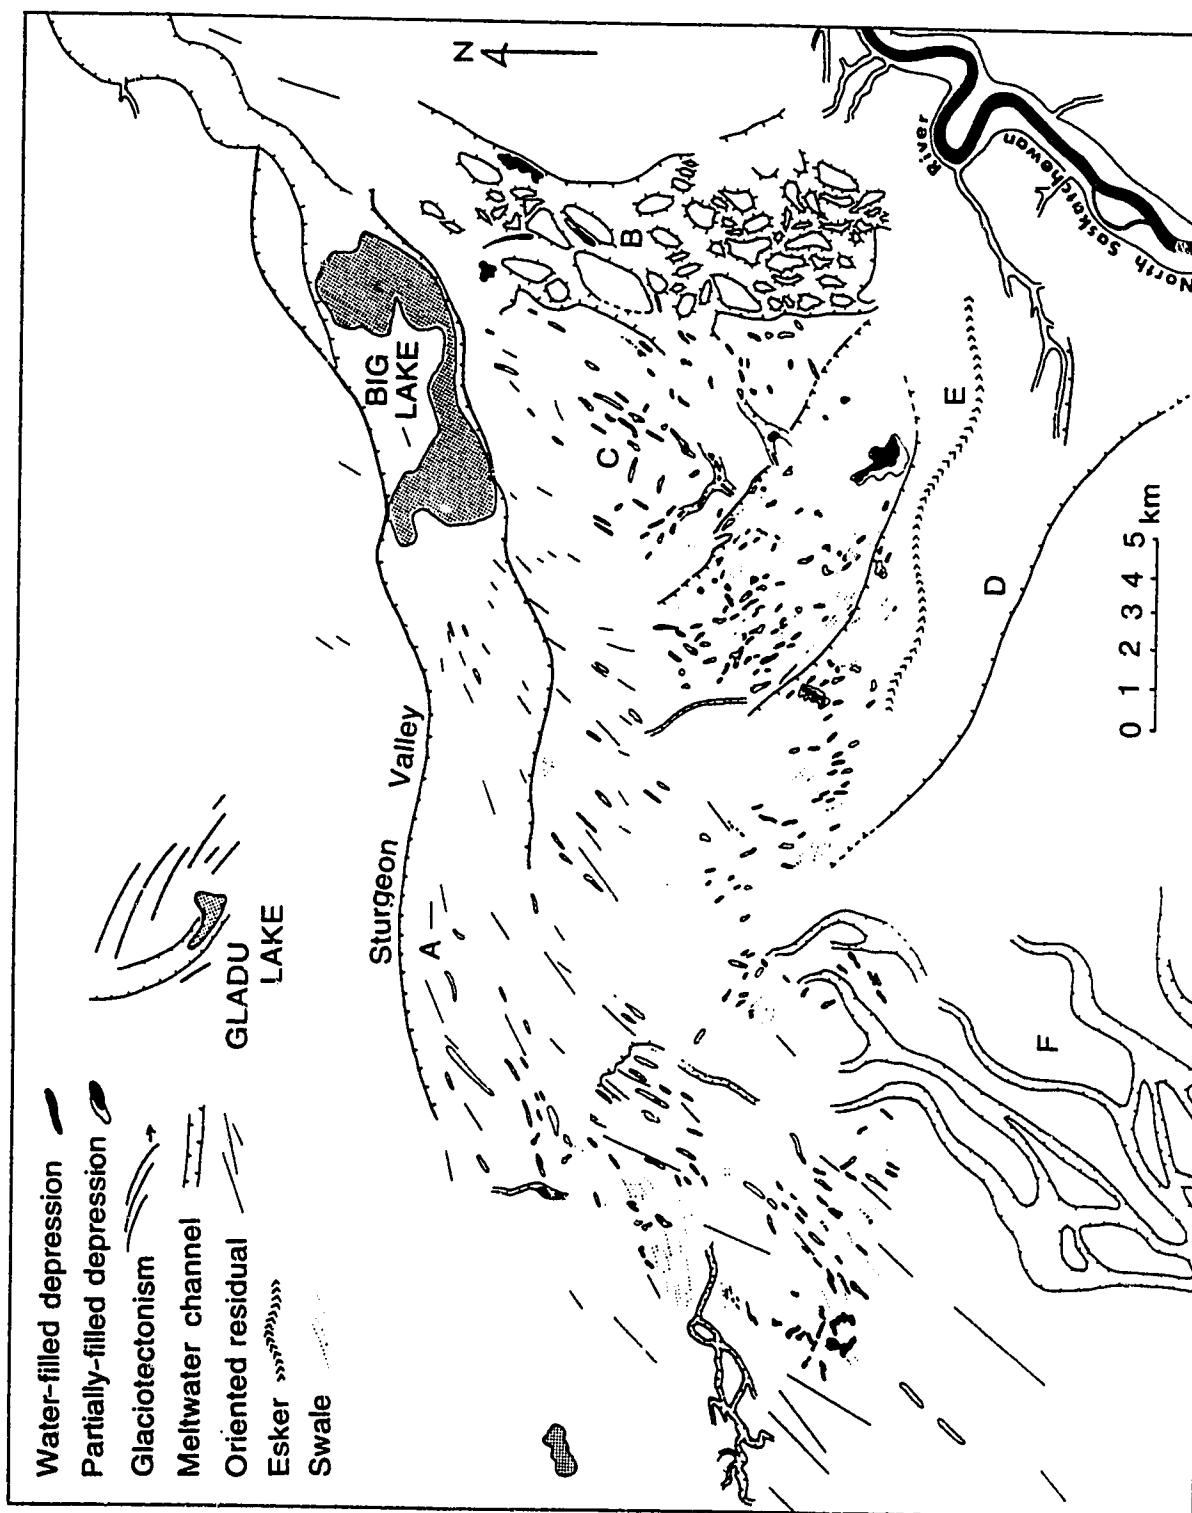 Water-filled depression
Partially-filled depression
Glaciotectonism
Meltwater channel
Oriented residual
Esker
Swale
GLADU
LAKE
Sturgeon Valley
BIG
LAKE
N
A
B
C
D
E
F
River
North Saskatchewan
0 1 2 3 4 5
km